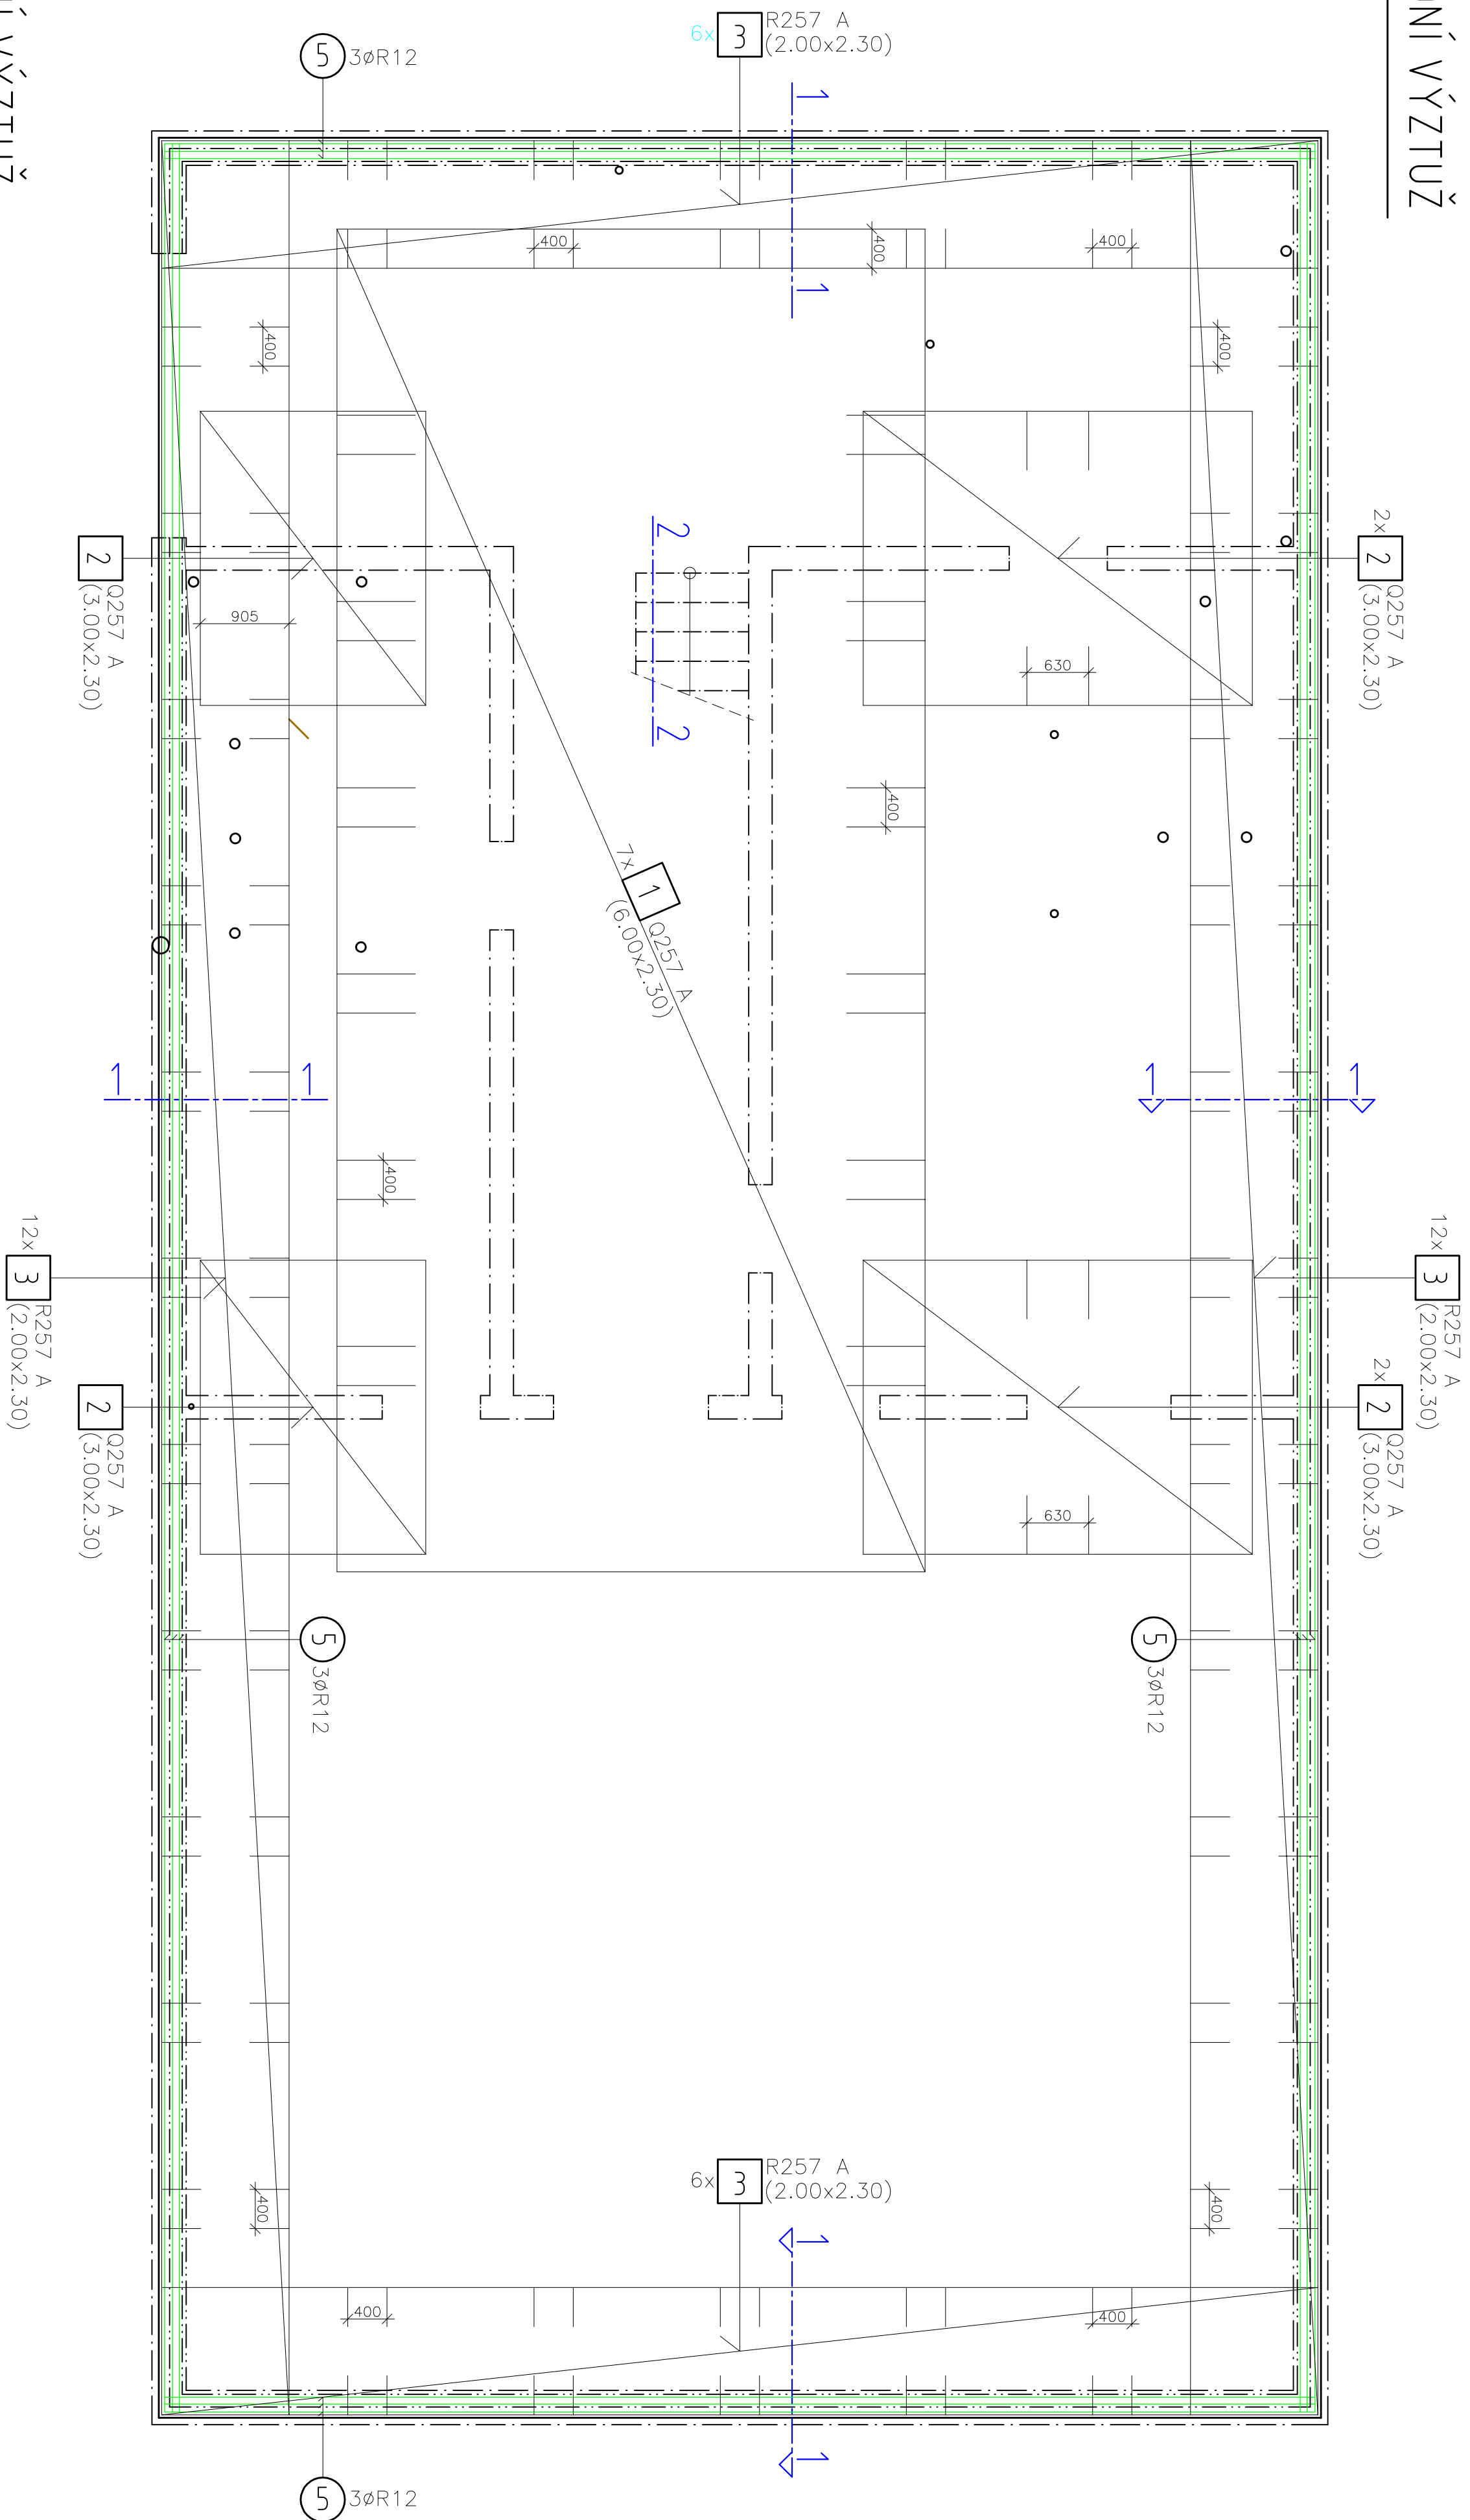 NÍ VÝZTUŽ
Í VÝZTUŽ
6x 3 R257 A
(2.00x2.30)
5 3øR12
1
1
400
400
400
400
400
2x 2 Q257 A
(3.00x2.30)
2 Q257 A
(3.00x2.30)
905
2
2
630
400
7x 1 Q257 A
(6.00x2.30)
1
1
1
1
400
12x 3 R257 A
(2.00x2.30)
12x 3 R257 A
(2.00x2.30)
2x 2 Q257 A
(3.00x2.30)
2 Q257 A
(3.00x2.30)
630
5 3øR12
5 3øR12
6x 3 R257 A
(2.00x2.30)
400
400
1
400
400
1
5 3øR12